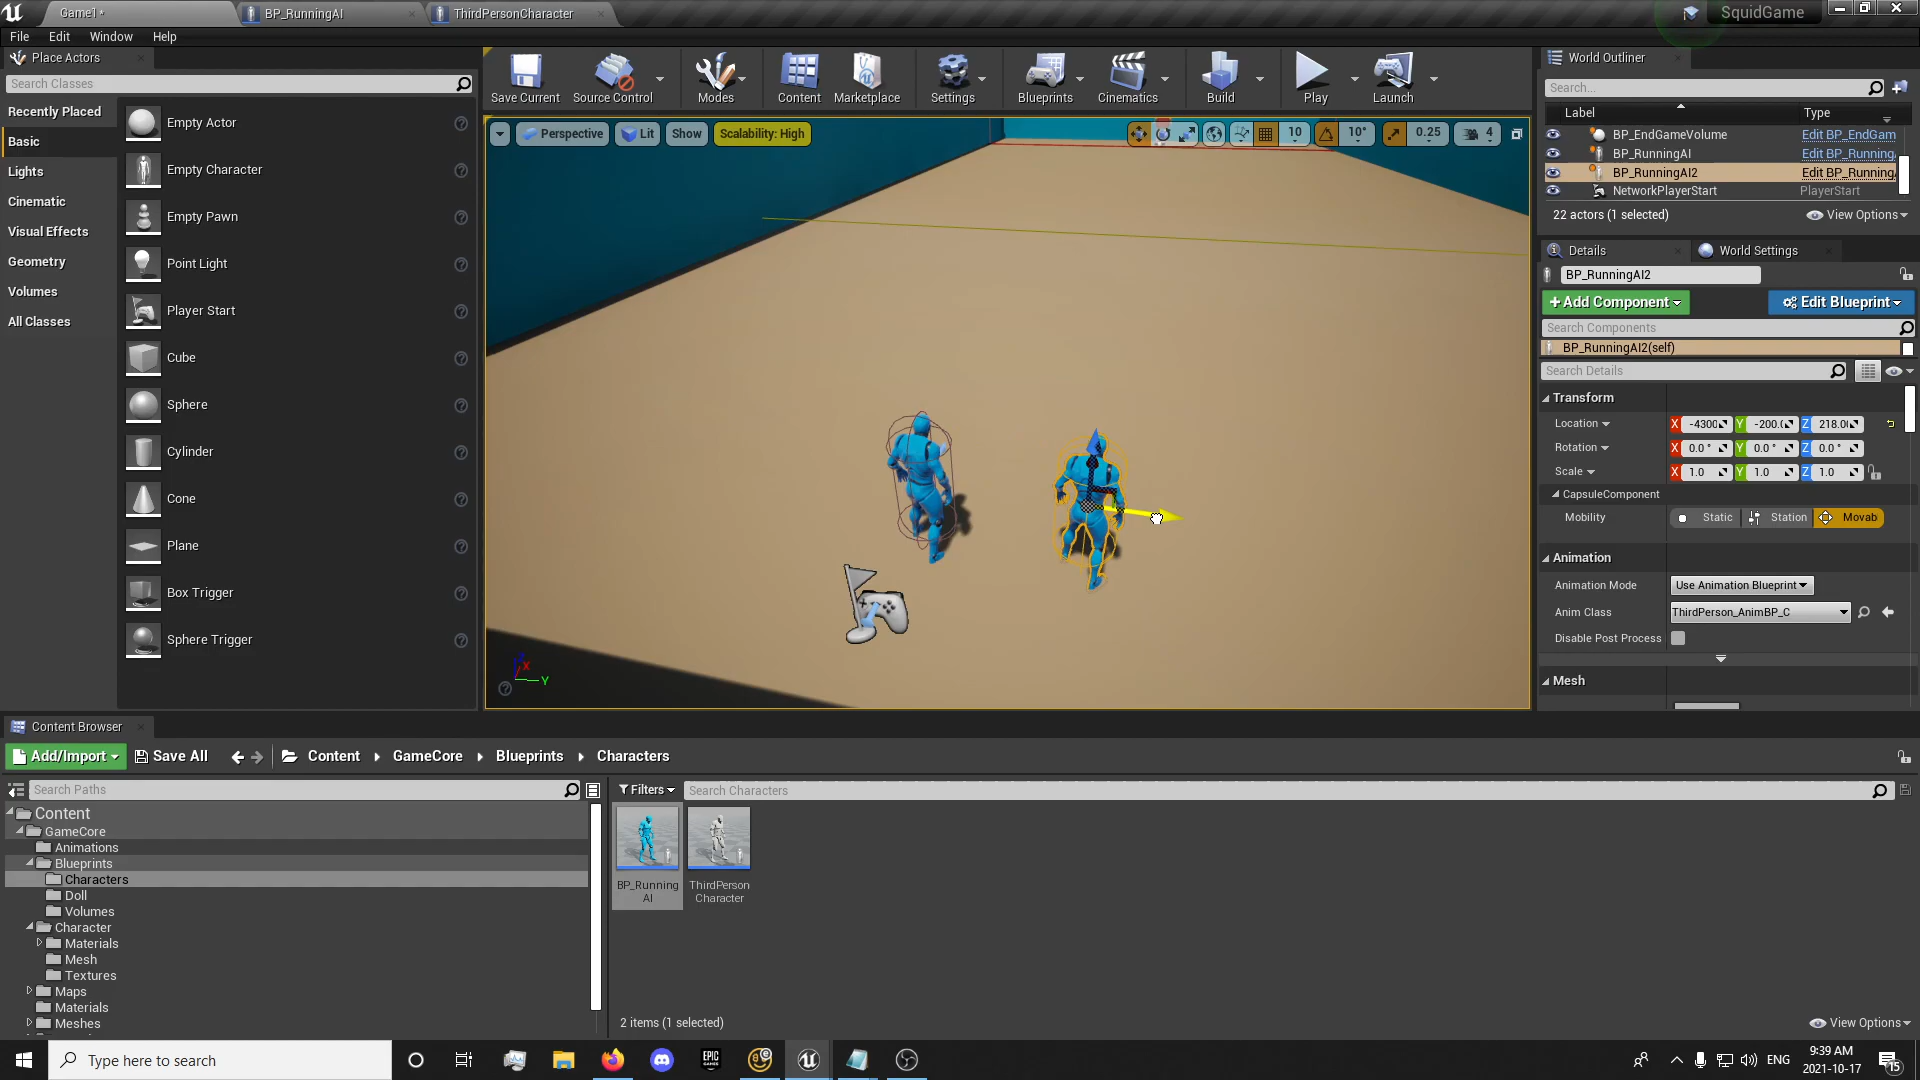 Game1*
BP_RunningAI
ThirdPersonCharacter
SquidGame
File
Edit
Window
Help
Place Actors
Search Classes
Recently Placed
Basic
Lights
Cinematic
Visual Effects
Geometry
Volumes
All Classes
Empty Actor
Empty Character
Empty Pawn
Point Light
Player Start
Cube
Sphere
Cylinder
Cone
Plane
Box Trigger
Sphere Trigger
Save Current
Source Control
Modes
Content
Marketplace
Settings
Blueprints
Cinematics
Build
Play
Launch
Perspective
Lit
Show
Scalability: High
10
10°
0.25
4
X
Y
World Outliner
Search...
Label
Type
BP_EndGameVolume
Edit BP_EndGam
BP_RunningAI
Edit BP_Running
BP_RunningAI2
Edit BP_Running
NetworkPlayerStart
PlayerStart
22 actors (1 selected)
View Options
Details
World Settings
BP_RunningAI2
+Add Component
Edit Blueprint
Search Components
BP_RunningAI2(self)
Search Details
Transform
Location
X -4300
Y -200.0
Z 218.0
Rotation
X 0.0 °
Y 0.0 °
Z 0.0 °
Scale
X 1.0
Y 1.0
Z 1.0
CapsuleComponent
Mobility
Static
Station
Movab
Animation
Animation Mode
Use Animation Blueprint
Anim Class
ThirdPerson_AnimBP_C
Disable Post Process
Mesh
Content Browser
Add/Import
Save All
Content
GameCore
Blueprints
Characters
Search Paths
Filters
Search Characters
Content
GameCore
Animations
Blueprints
Characters
Doll
Volumes
Character
Materials
Mesh
Textures
Maps
Materials
Meshes
BP_Running
AI
ThirdPerson
Character
2 items (1 selected)
View Options
Type here to search
EPIC
GAMES
ENG
9:39 AM
2021-10-17
15